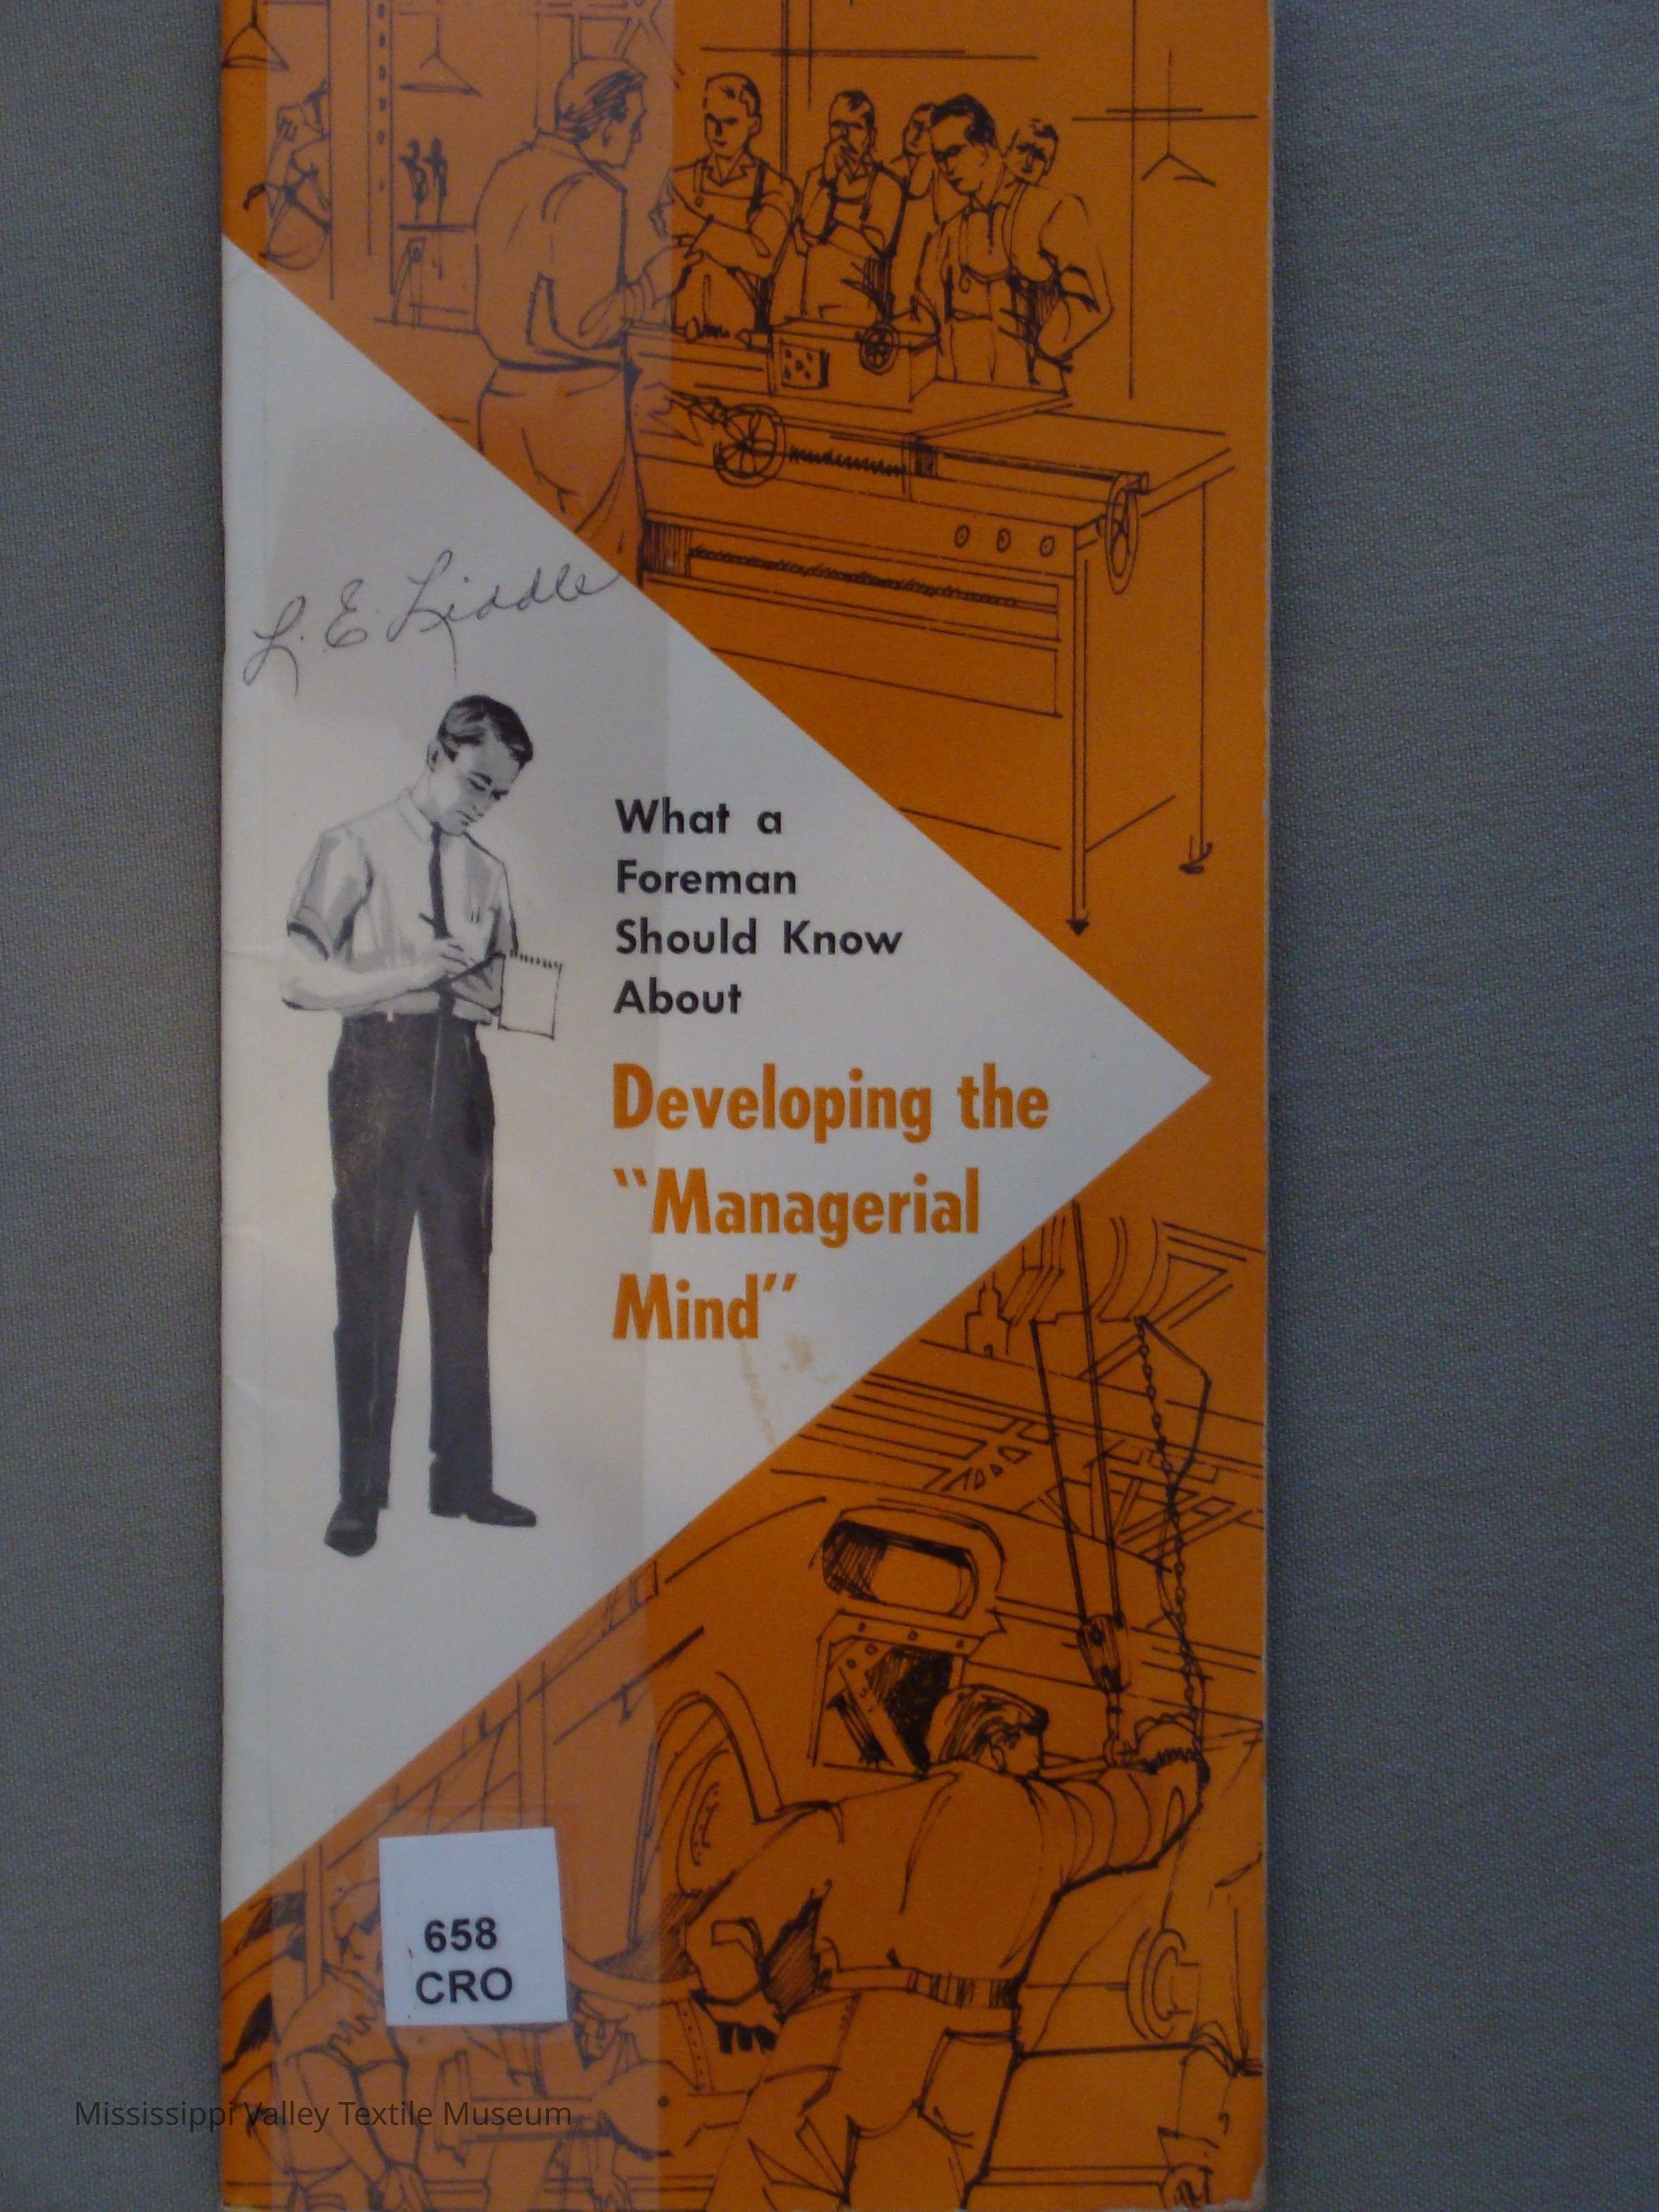 L. E. Liddle
What a
Foreman
Should Know
About
Developing the
"Managerial
Mind"
658
CRO
Mississippi Valley Textile Museum